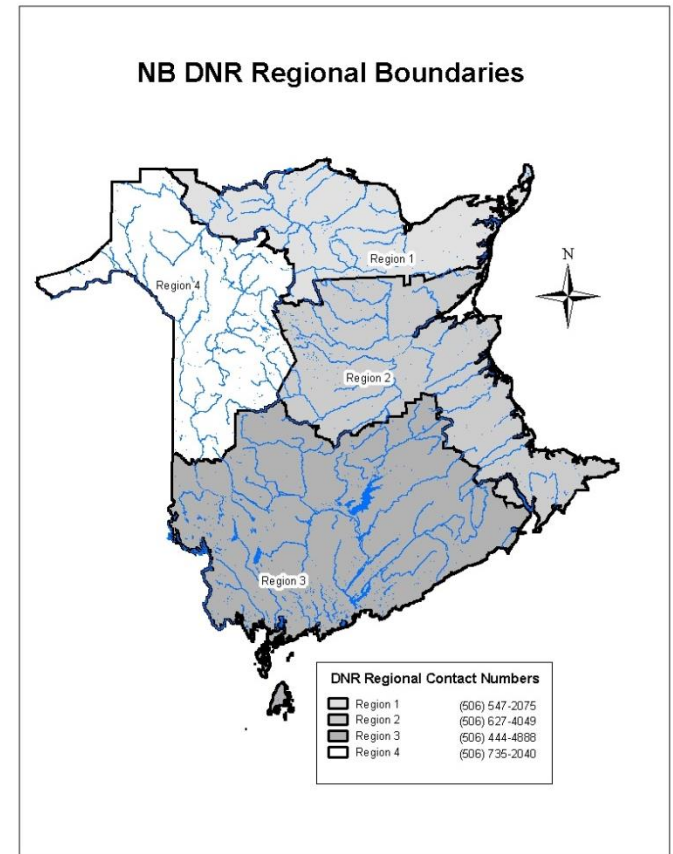 NB DNR Regional Boundaries
N
Region 1
Region 4
Region 2
Region 3
DNR Regional Contact Numbers
Region 1 (506) 547-2075
Region 2 (506) 627-4049
Region 3 (506) 444-4888
Region 4 (506) 735-2040